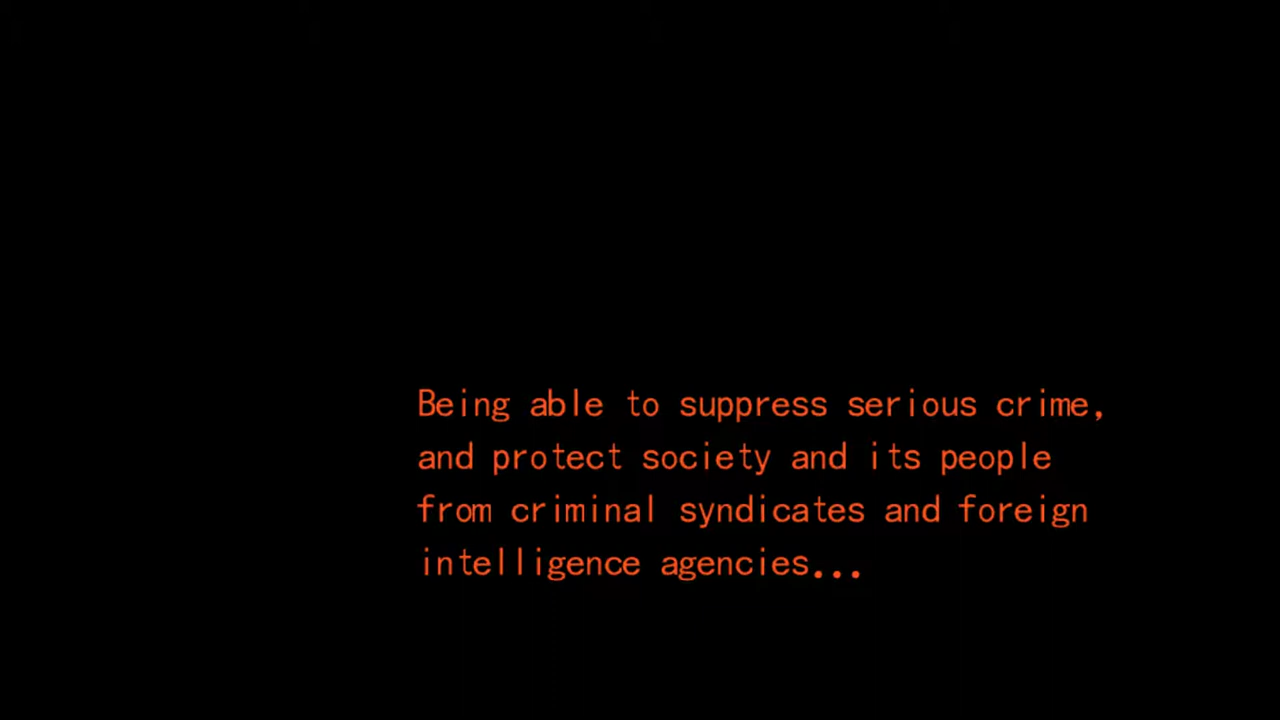 Being able to suppress serious crime,
and protect society and its people
from criminal syndicates and foreign
intelligence agencies...